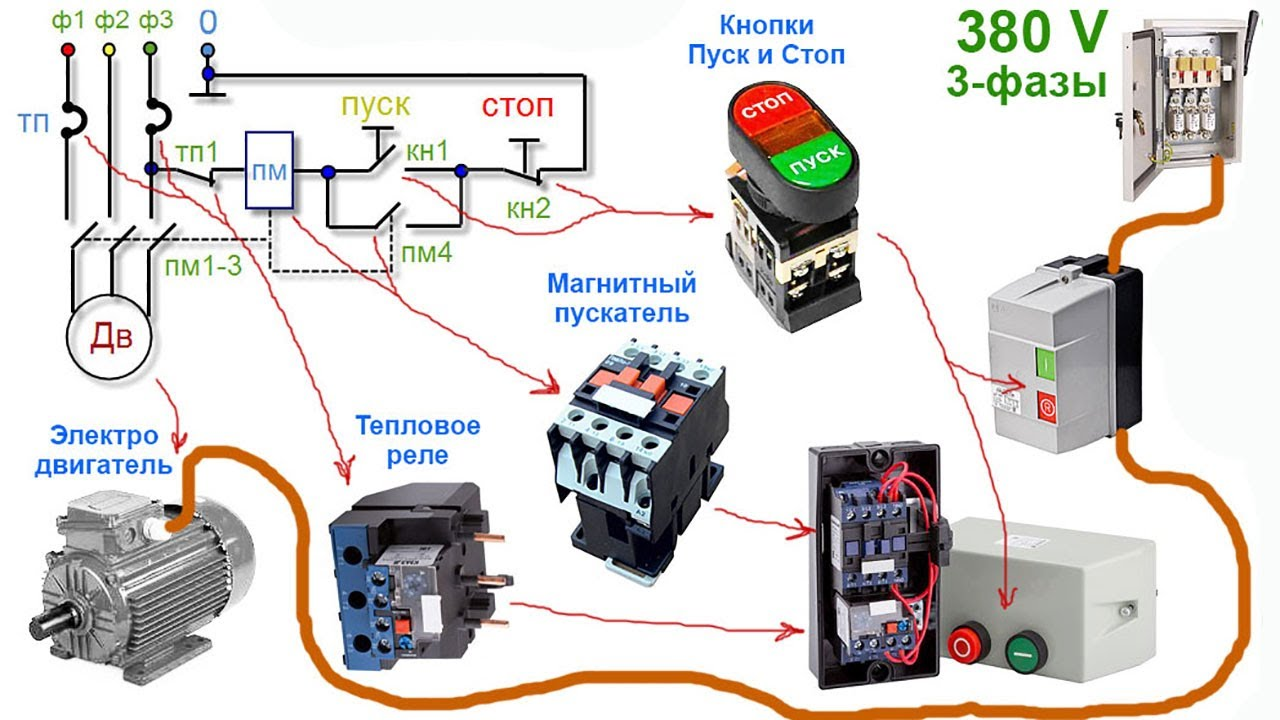 ф1 ф2 ф3 0
Кнопки
Пуск и Стоп
380 V
3-фазы
тп
пуск
стоп
СТОП
ПУСК
тп1
пм
кн1
кн2
пм4
пм1-3
Дв
Магнитный
пускатель
Электро
двигатель
Тепловое
реле
A2